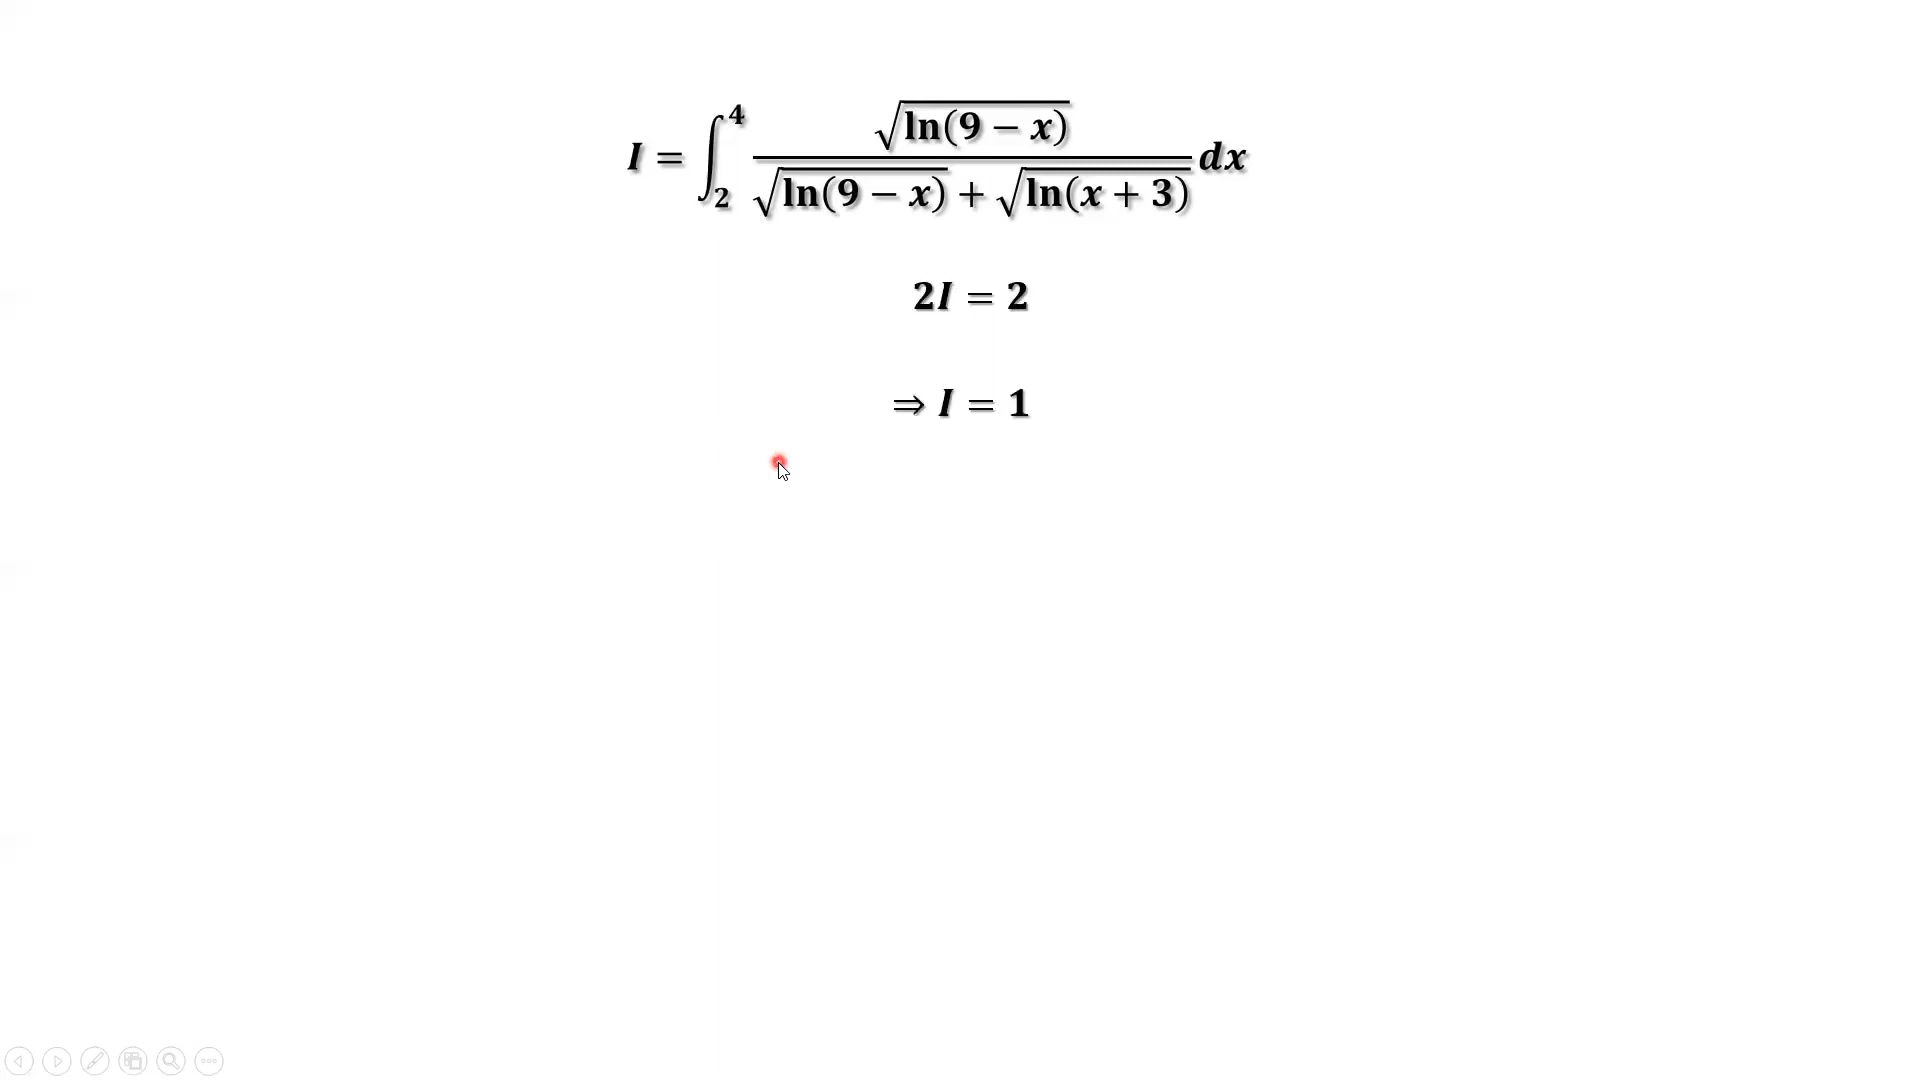 I = ∫₂⁴ √ln(9 − x) / (√ln(9 − x) + √ln(x + 3)) dx
2I = 2
⇒ I = 1